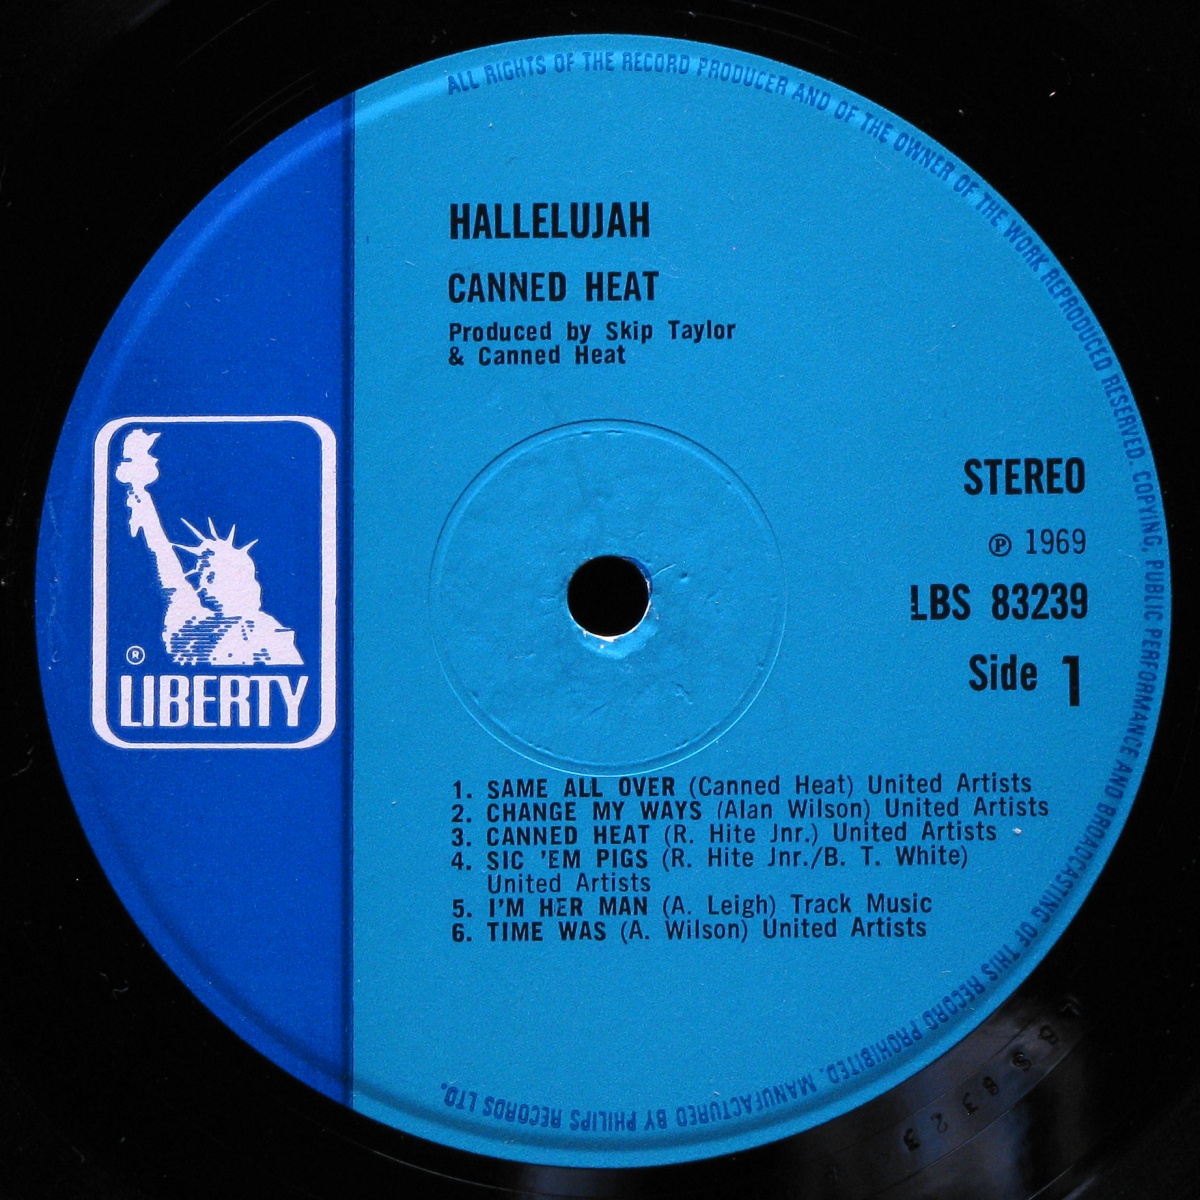 ALL RIGHTS OF THE RECORD PRODUCER AND OF THE OWNER OF THE WORK REPRODUCED RESERVED. COPYING, PUBLIC PERFORMANCE AND BROADCASTING OF THIS RECORD PROHIBITED. MANUFACTURED BY PHILIPS RECORDS LTD.
HALLELUJAH
CANNED HEAT
Produced by Skip Taylor
& Canned Heat
STEREO
℗ 1969
LBS 83239
Side 1
®
LIBERTY
1. SAME ALL OVER (Canned Heat) United Artists
2. CHANGE MY WAYS (Alan Wilson) United Artists
3. CANNED HEAT (R. Hite Jnr.) United Artists
4. SIC 'EM PIGS (R. Hite Jnr./B. T. White)
United Artists
5. I'M HER MAN (A. Leigh) Track Music
6. TIME WAS (A. Wilson) United Artists